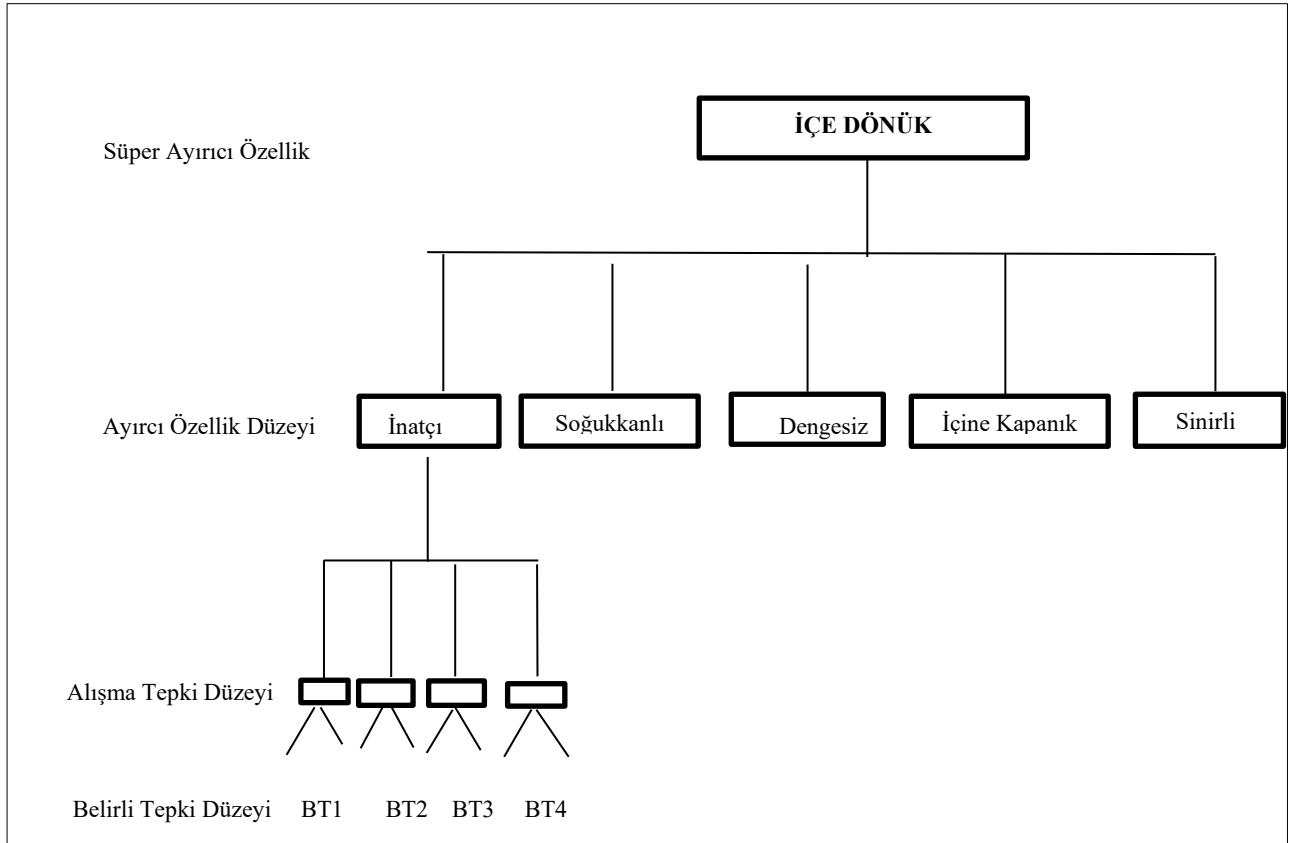 İÇE DÖNÜK
Süper Ayırıcı Özellik
Ayırcı Özellik Düzeyi
İnatçı
Soğukkanlı
Dengesiz
İçine Kapanık
Sinirli
Alışma Tepki Düzeyi
Belirli Tepki Düzeyi BT1 BT2 BT3 BT4